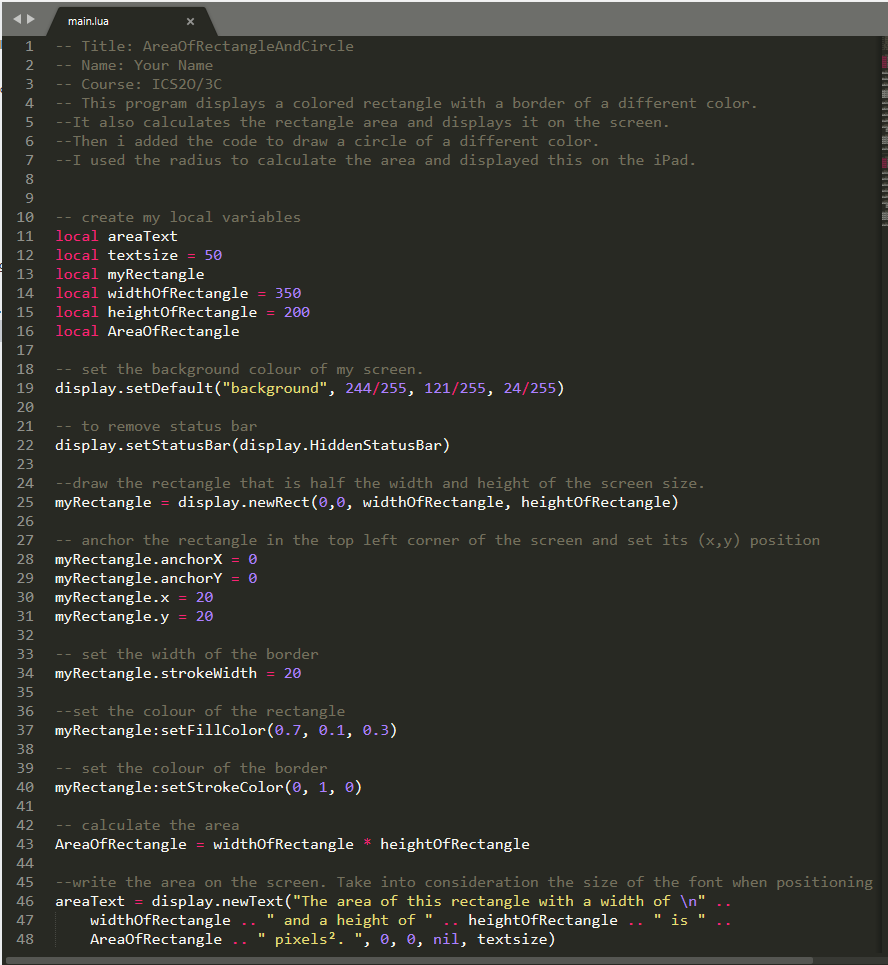 main.lua ×
1 -- Title: AreaOfRectangleAndCircle
2 -- Name: Your Name
3 -- Course: ICS2O/3C
4 -- This program displays a colored rectangle with a border of a different color.
5 --It also calculates the rectangle area and displays it on the screen.
6 --Then i added the code to draw a circle of a different color.
7 --I used the radius to calculate the area and displayed this on the iPad.
8
9
10 -- create my local variables
11 local areaText
12 local textsize = 50
13 local myRectangle
14 local widthOfRectangle = 350
15 local heightOfRectangle = 200
16 local AreaOfRectangle
17
18 -- set the background colour of my screen.
19 display.setDefault("background", 244/255, 121/255, 24/255)
20
21 -- to remove status bar
22 display.setStatusBar(display.HiddenStatusBar)
23
24 --draw the rectangle that is half the width and height of the screen size.
25 myRectangle = display.newRect(0,0, widthOfRectangle, heightOfRectangle)
26
27 -- anchor the rectangle in the top left corner of the screen and set its (x,y) position
28 myRectangle.anchorX = 0
29 myRectangle.anchorY = 0
30 myRectangle.x = 20
31 myRectangle.y = 20
32
33 -- set the width of the border
34 myRectangle.strokeWidth = 20
35
36 --set the colour of the rectangle
37 myRectangle:setFillColor(0.7, 0.1, 0.3)
38
39 -- set the colour of the border
40 myRectangle:setStrokeColor(0, 1, 0)
41
42 -- calculate the area
43 AreaOfRectangle = widthOfRectangle * heightOfRectangle
44
45 --write the area on the screen. Take into consideration the size of the font when positioning
46 areaText = display.newText("The area of this rectangle with a width of \n" ..
47 widthOfRectangle .. " and a height of " .. heightOfRectangle .. " is " ..
48 AreaOfRectangle .. " pixels². ", 0, 0, nil, textsize)